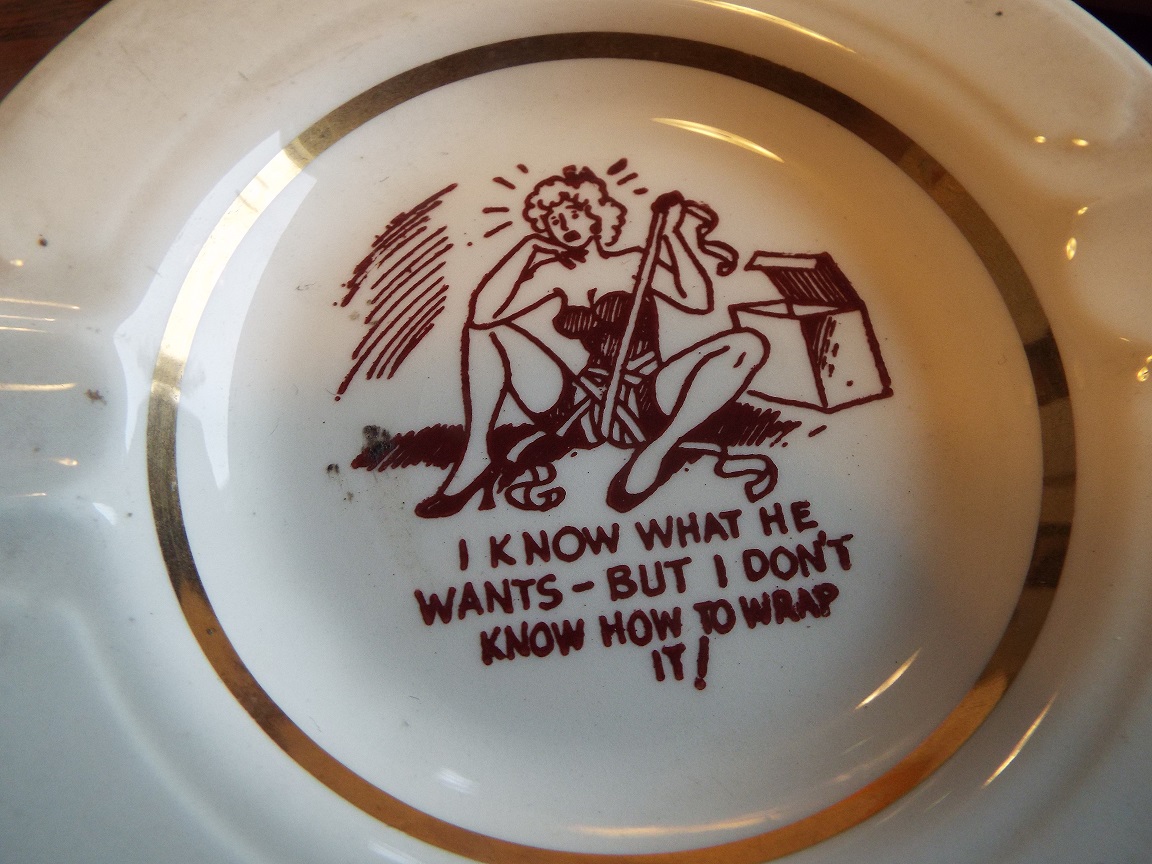 I KNOW WHAT HE
WANTS - BUT I DON'T
KNOW HOW TO WRAP
IT!